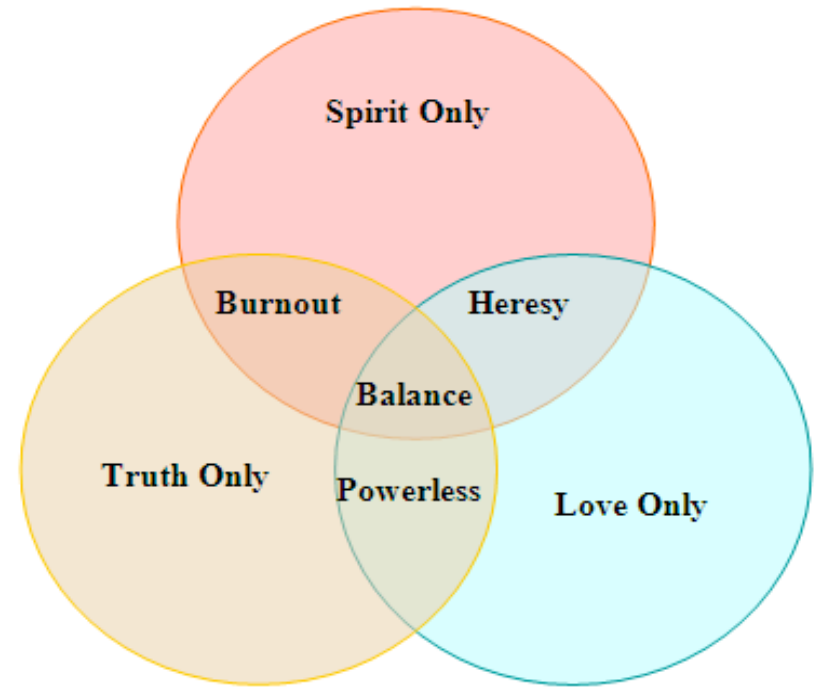 Spirit Only
Burnout
Heresy
Balance
Truth Only
Powerless
Love Only